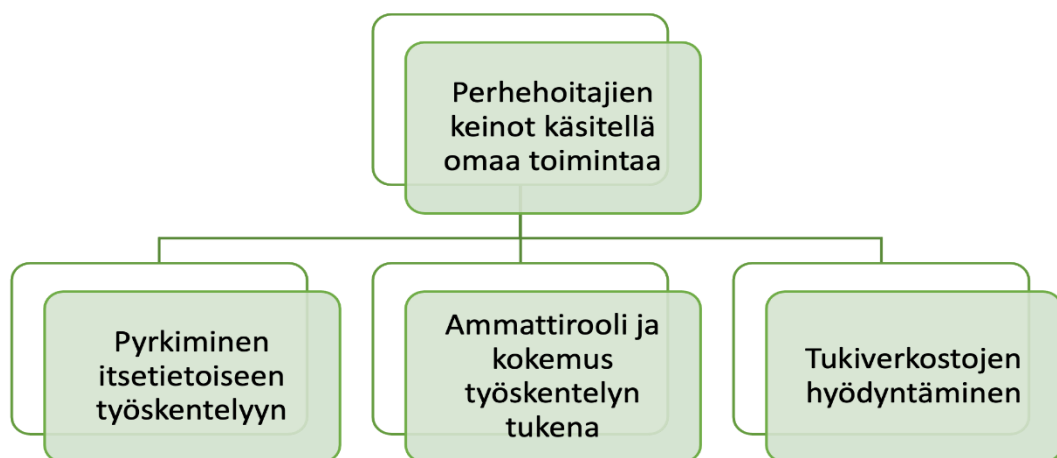 Perhehoitajien
keinot käsitellä
omaa toimintaa
Pyrkiminen
itsetietoiseen
työskentelyyn
Ammattirooli ja
kokemus
työskentelyn
tukena
Tukiverkostojen
hyödyntäminen